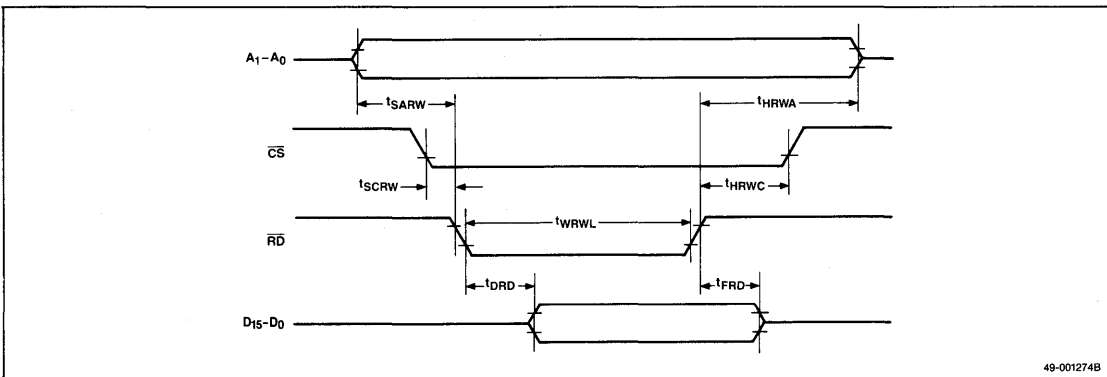 A1-A0
tSARW
tHRWA
CS
tSCRW
tHRWC
RD
tWRWL
tDRD
tFRD
D15-D0
49-001274B